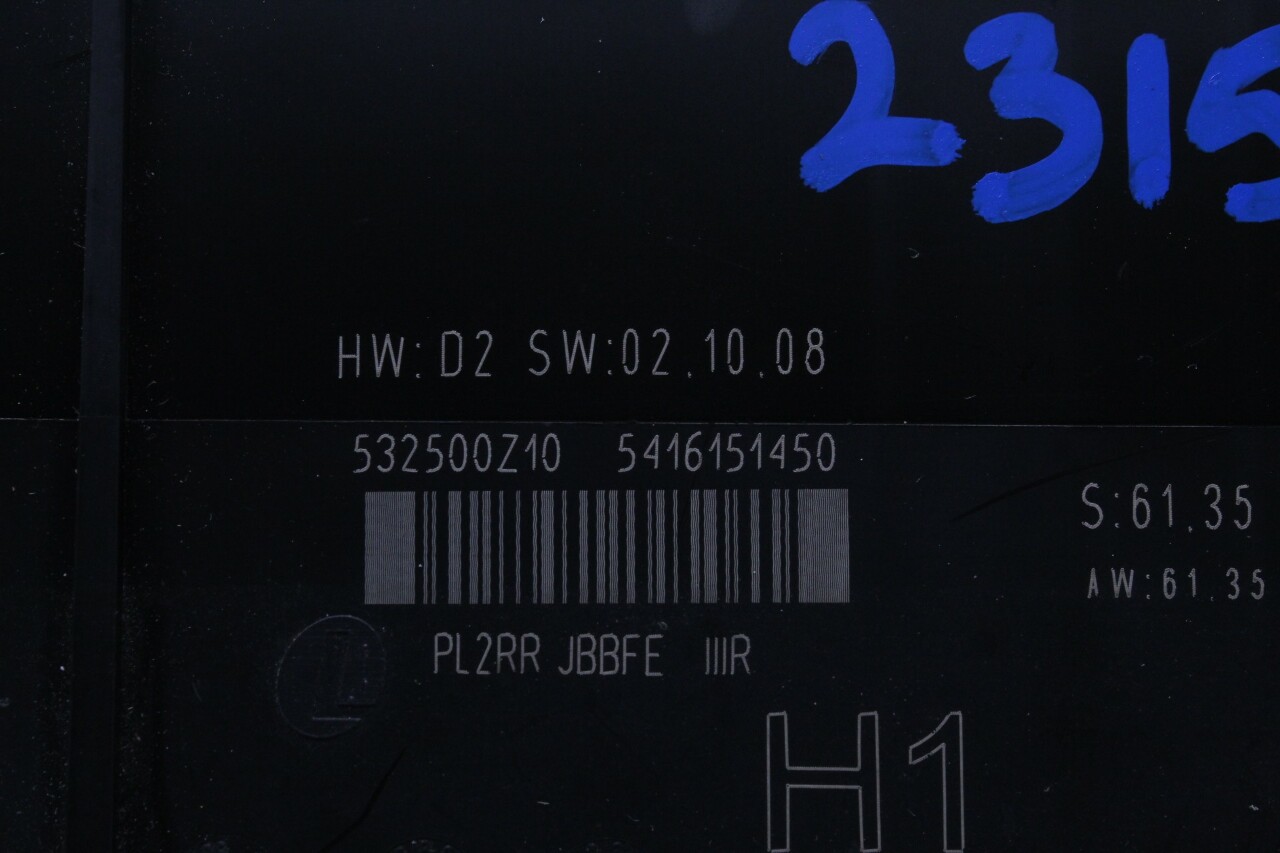 2315
HW:D2 SW:02.10.08
532500Z10 5416151450
S:61.35
AW:61.35
PL2RR JBBFE IIIR
H1